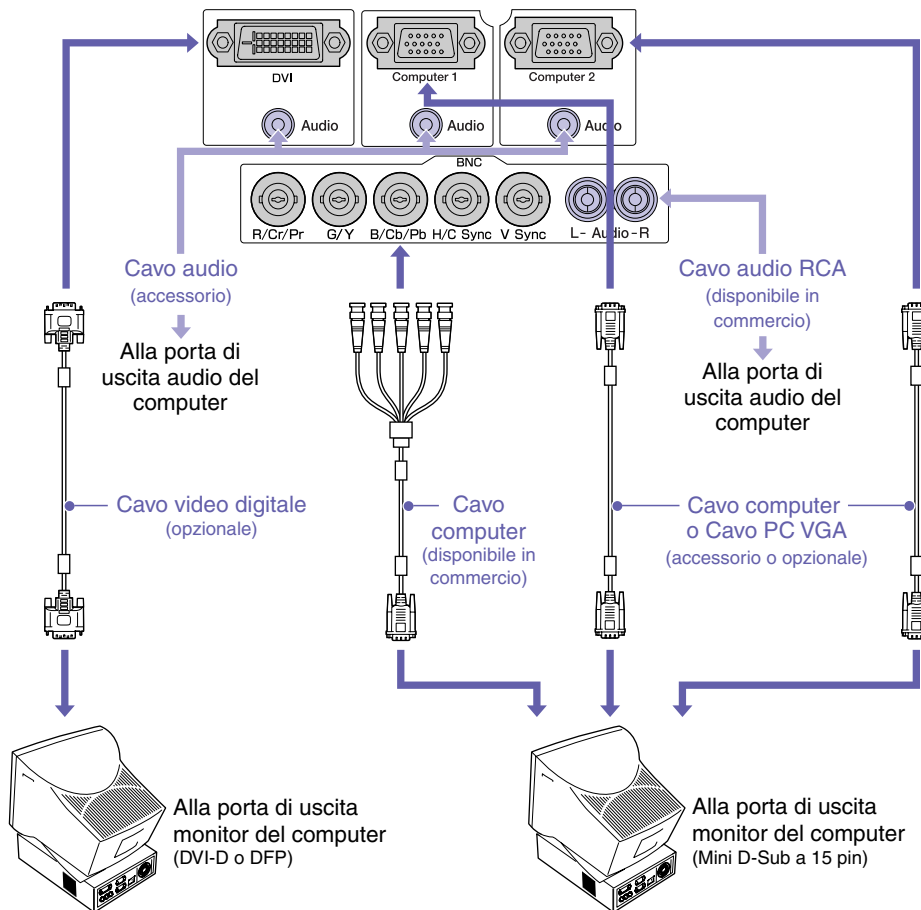 DVI
Computer 1
Computer 2
Audio
Audio
Audio
BNC
R/Cr/Pr
G/Y
B/Cb/Pb
H/C Sync
V Sync
L- Audio -R
Cavo audio
(accessorio)
Alla porta di
uscita audio del
computer
Cavo audio RCA
(disponibile in
commercio)
Alla porta di
uscita audio del
computer
Cavo video digitale
(opzionale)
Cavo
computer
(disponibile in
commercio)
Cavo computer
o Cavo PC VGA
(accessorio o opzionale)
Alla porta di uscita
monitor del computer
(DVI-D o DFP)
Alla porta di uscita
monitor del computer
(Mini D-Sub a 15 pin)